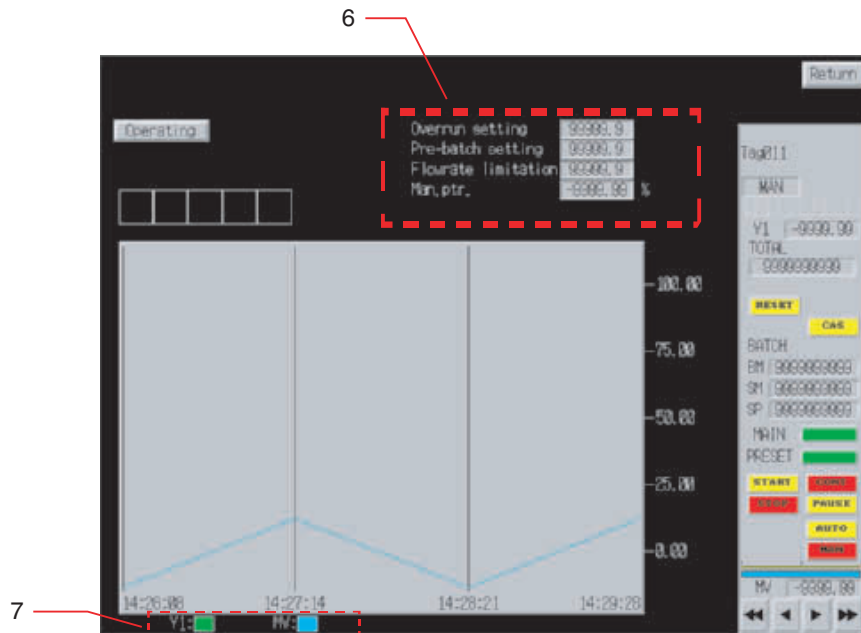 6
Return
Operating
Overrun setting 99999.9
Pre-batch setting 99999.9
Flowrate limitation 99999.9
Man.ptr. -9999.99 %
Tag011
MAN
Y1 -9999.99
TOTAL
9999999999
RESET
CAS
BATCH
BM 9999999999
SM 9999999999
SP 9999999999
MAIN
PRESET
START
STOP PAUSE
AUTO
MAN
MV -9999.99
100.00
75.00
50.00
25.00
0.00
14:26:08 14:27:14 14:28:21 14:29:28
7
Y1: MV: